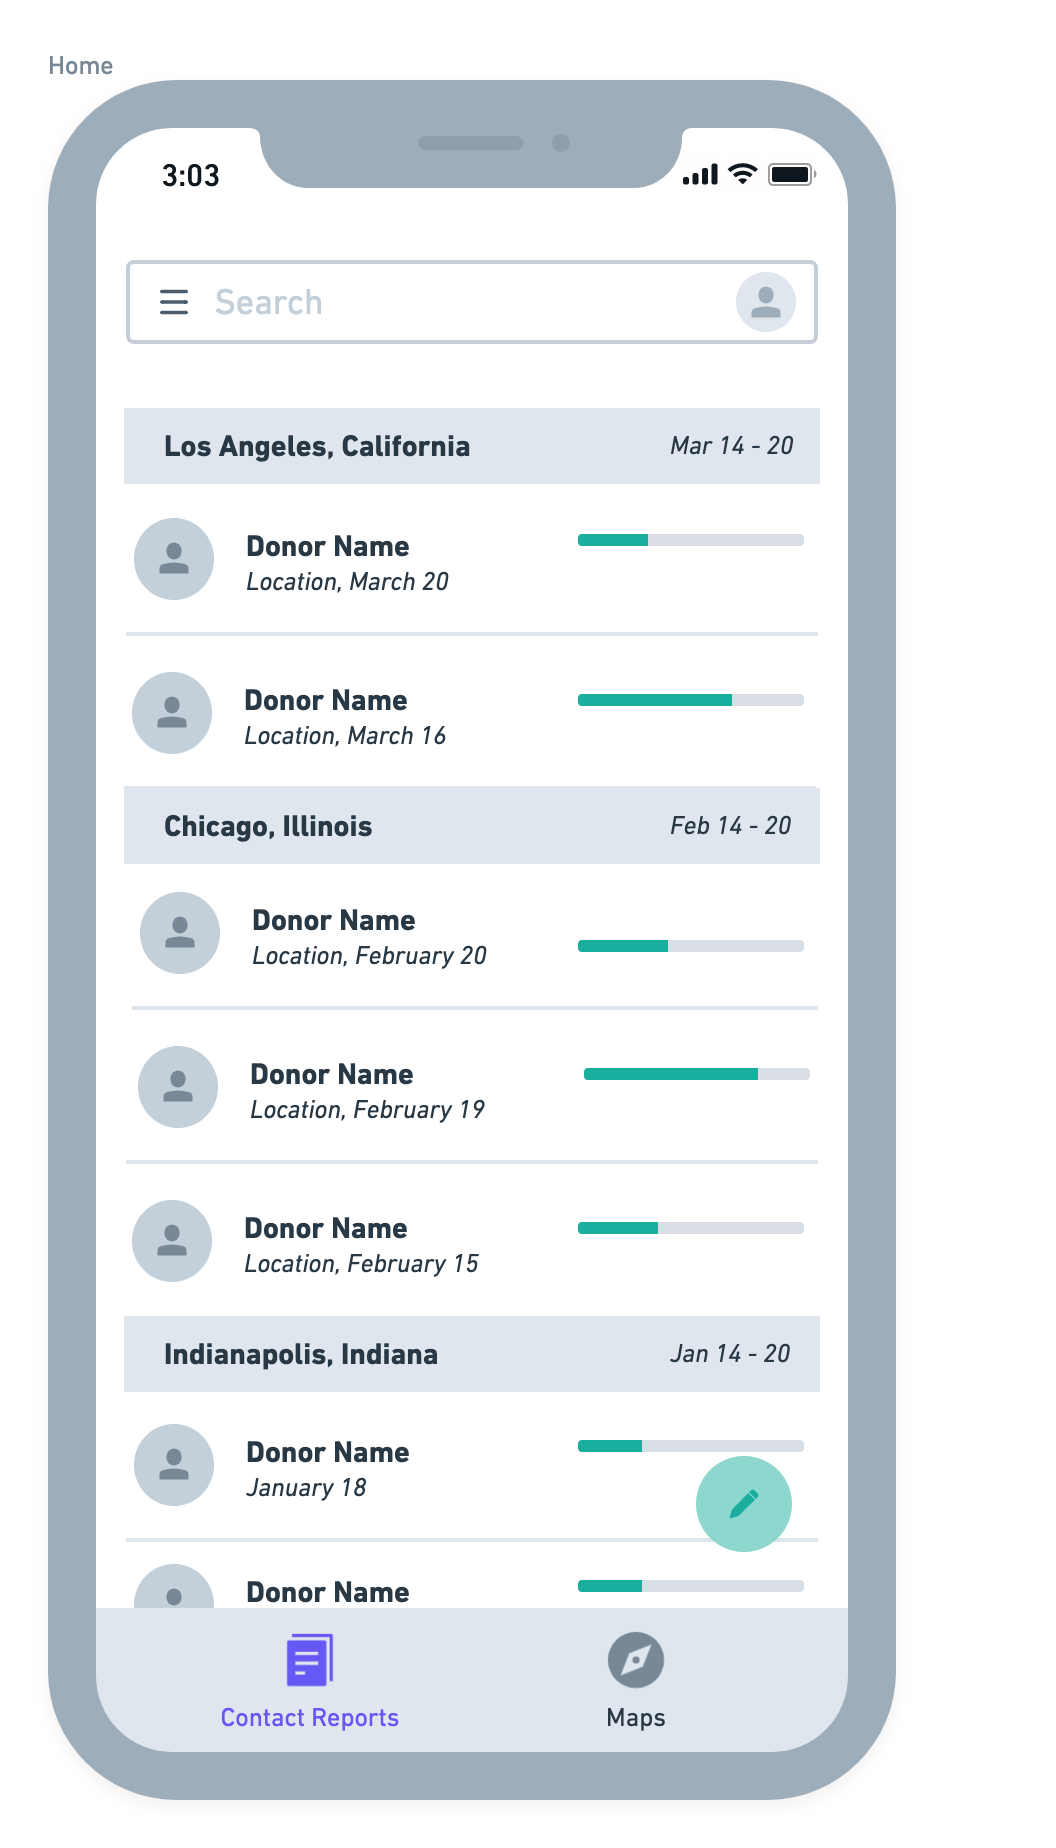 Home
3:03
Search
Los Angeles, California
Mar 14 - 20
Donor Name
Location, March 20
Donor Name
Location, March 16
Chicago, Illinois
Feb 14 - 20
Donor Name
Location, February 20
Donor Name
Location, February 19
Donor Name
Location, February 15
Indianapolis, Indiana
Jan 14 - 20
Donor Name
January 18
Donor Name
Contact Reports
Maps